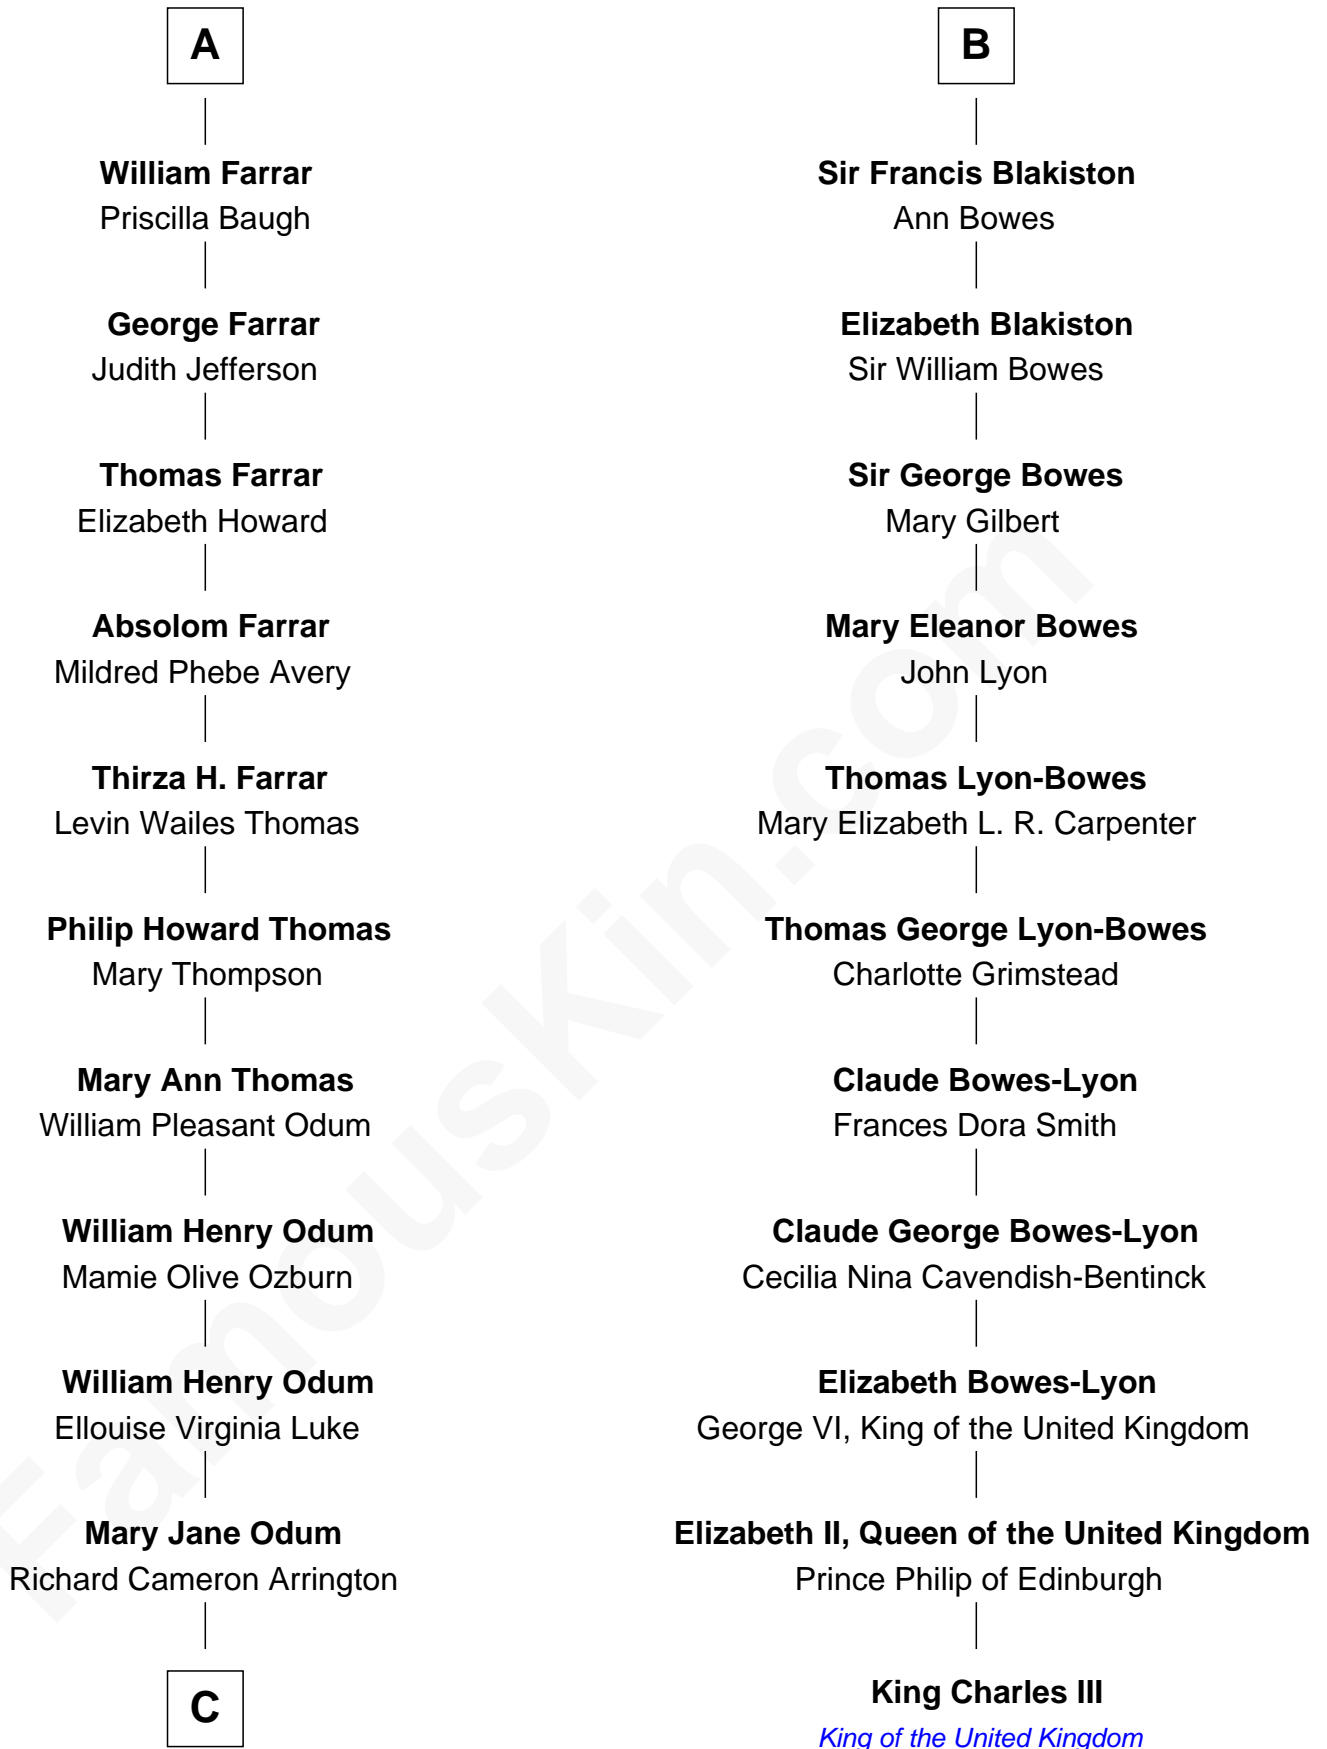 A
William Farrar
Priscilla Baugh
George Farrar
Judith Jefferson
Thomas Farrar
Elizabeth Howard
Absolom Farrar
Mildred Phebe Avery
Thirza H. Farrar
Levin Wailes Thomas
Philip Howard Thomas
Mary Thompson
Mary Ann Thomas
William Pleasant Odum
William Henry Odum
Mamie Olive Ozburn
William Henry Odum
Ellouise Virginia Luke
Mary Jane Odum
Richard Cameron Arrington
C
B
Sir Francis Blakiston
Ann Bowes
Elizabeth Blakiston
Sir William Bowes
Sir George Bowes
Mary Gilbert
Mary Eleanor Bowes
John Lyon
Thomas Lyon-Bowes
Mary Elizabeth L. R. Carpenter
Thomas George Lyon-Bowes
Charlotte Grimstead
Claude Bowes-Lyon
Frances Dora Smith
Claude George Bowes-Lyon
Cecilia Nina Cavendish-Bentinck
Elizabeth Bowes-Lyon
George VI, King of the United Kingdom
Elizabeth II, Queen of the United Kingdom
Prince Philip of Edinburgh
King Charles III
King of the United Kingdom
FamousKin.com